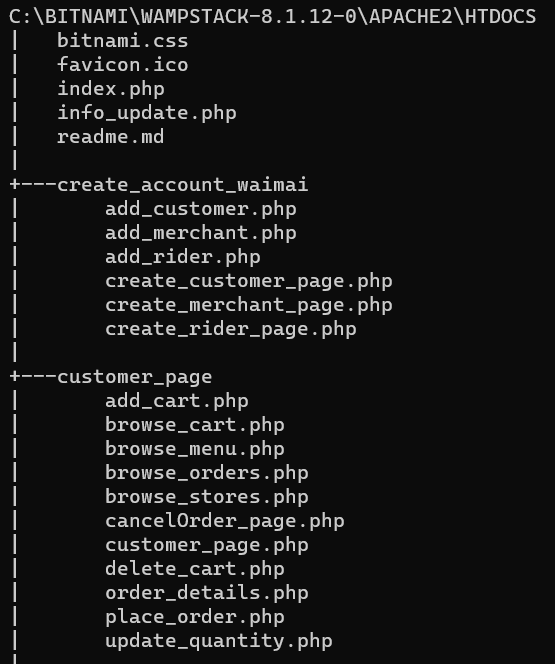 C:\BITNAMI\WAMPSTACK-8.1.12-0\APACHE2\HTDOCS
|   bitnami.css
|   favicon.ico
|   index.php
|   info_update.php
|   readme.md
|
+---create_account_waimai
|       add_customer.php
|       add_merchant.php
|       add_rider.php
|       create_customer_page.php
|       create_merchant_page.php
|       create_rider_page.php
|
+---customer_page
|       add_cart.php
|       browse_cart.php
|       browse_menu.php
|       browse_orders.php
|       browse_stores.php
|       cancelOrder_page.php
|       customer_page.php
|       delete_cart.php
|       order_details.php
|       place_order.php
|       update_quantity.php
|